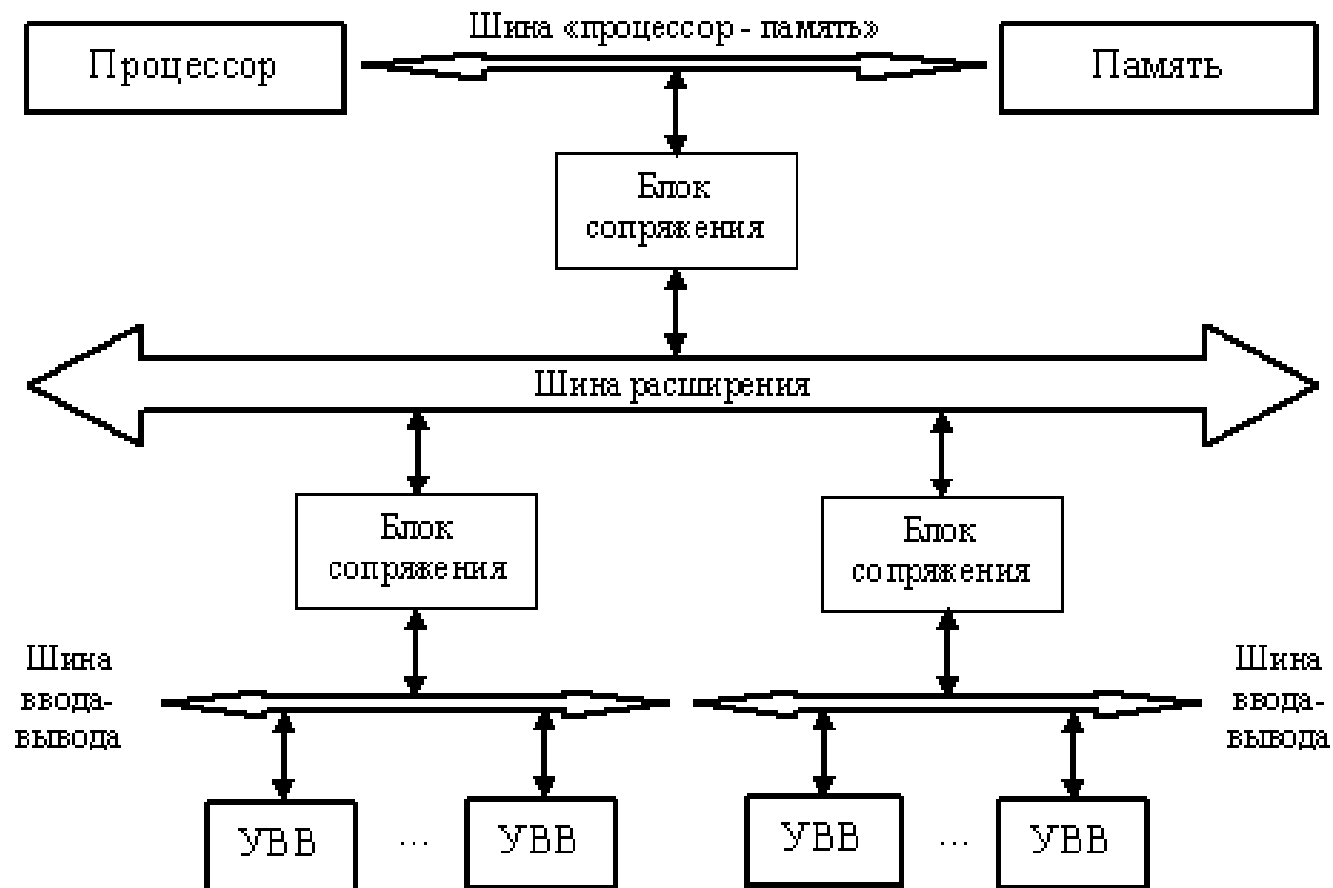 Шина «процессор - память»
Процессор
Память
Блок
сопряжения
Шина расширения
Блок
сопряжения
Блок
сопряжения
Шина
ввода-
вывода
Шина
ввода-
вывода
УВВ ... УВВ
УВВ ... УВВ